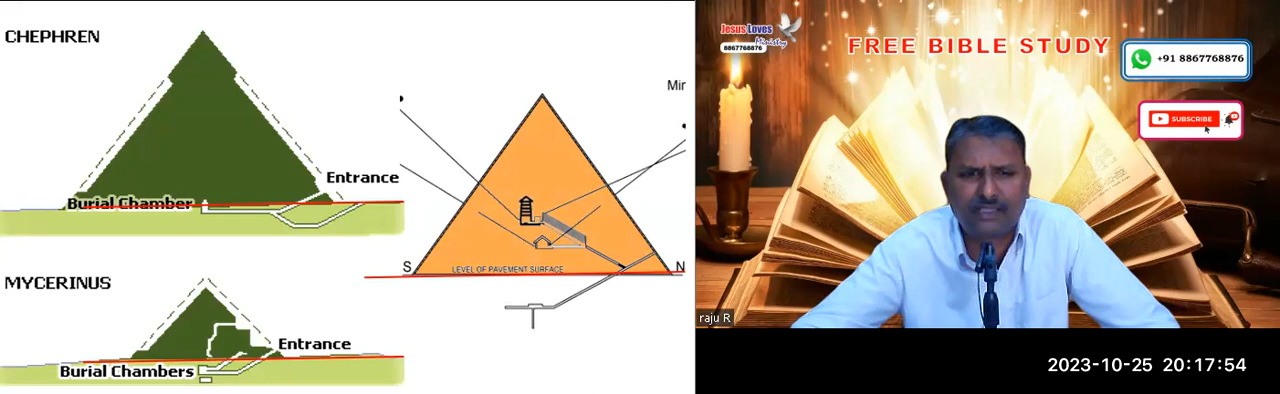 CHEPHREN
Entrance
Burial Chamber
MYCERINUS
Entrance
Burial Chambers
Mir
S
LEVEL OF PAVEMENT SURFACE
N
Jesus Loves
Ministry
8867768876
FREE BIBLE STUDY
+91 8867768876
SUBSCRIBE
raju R
2023-10-25 20:17:54